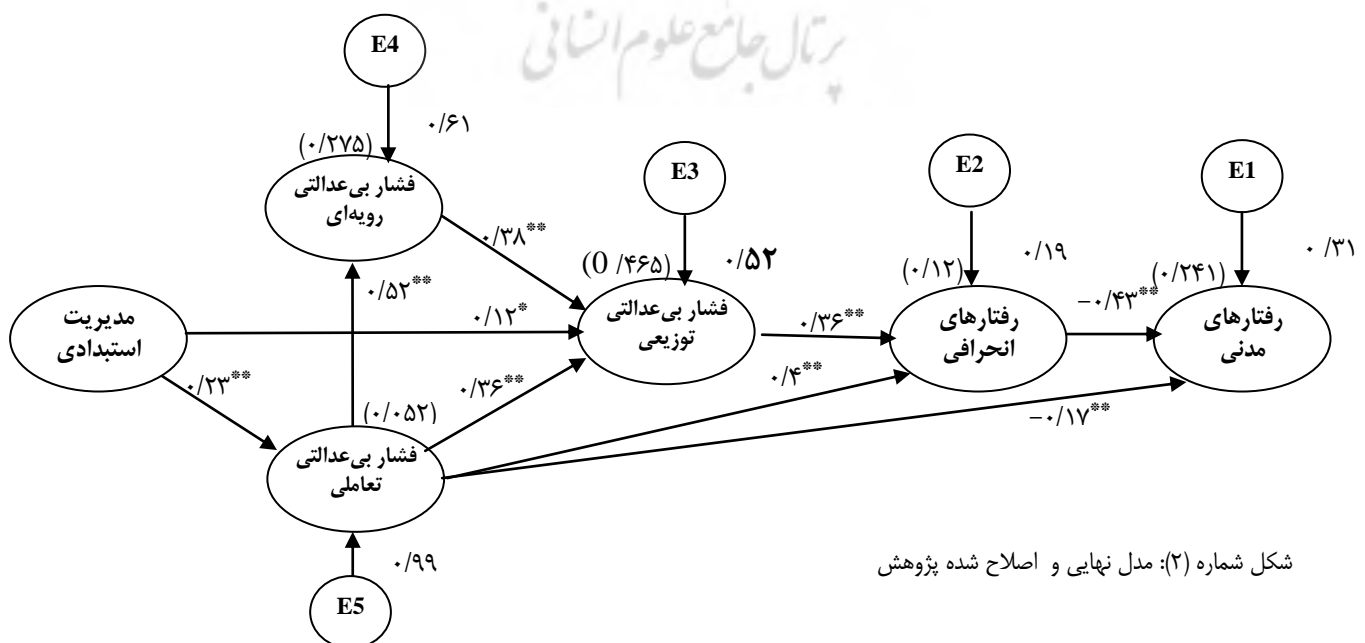 پرتال جامع علوم انسانی
E4
۰/۶۱
(۰/۲۷۵)
فشار بی‌عدالتی
رویه‌ای
E3
E2
E1
۰/۳۸**
(0 /۴۶۵)
۰/۵۲
(۰/۱۲)
۰/۱۹
(۰/۲۴۱)
۰ /۳۱
۰/۵۲**
مدیریت
استبدادی
۰/۱۲*
فشار بی‌عدالتی
توزیعی
۰/۳۶**
رفتارهای
انحرافی
−۰/۴۳**
رفتارهای
مدنی
۰/۲۳**
۰/۳۶**
۰/۴**
−۰/۱۷**
(۰/۰۵۲)
فشار بی‌عدالتی
تعاملی
۰/۹۹
E5
شکل شماره (۲): مدل نهایی و اصلاح شده پژوهش